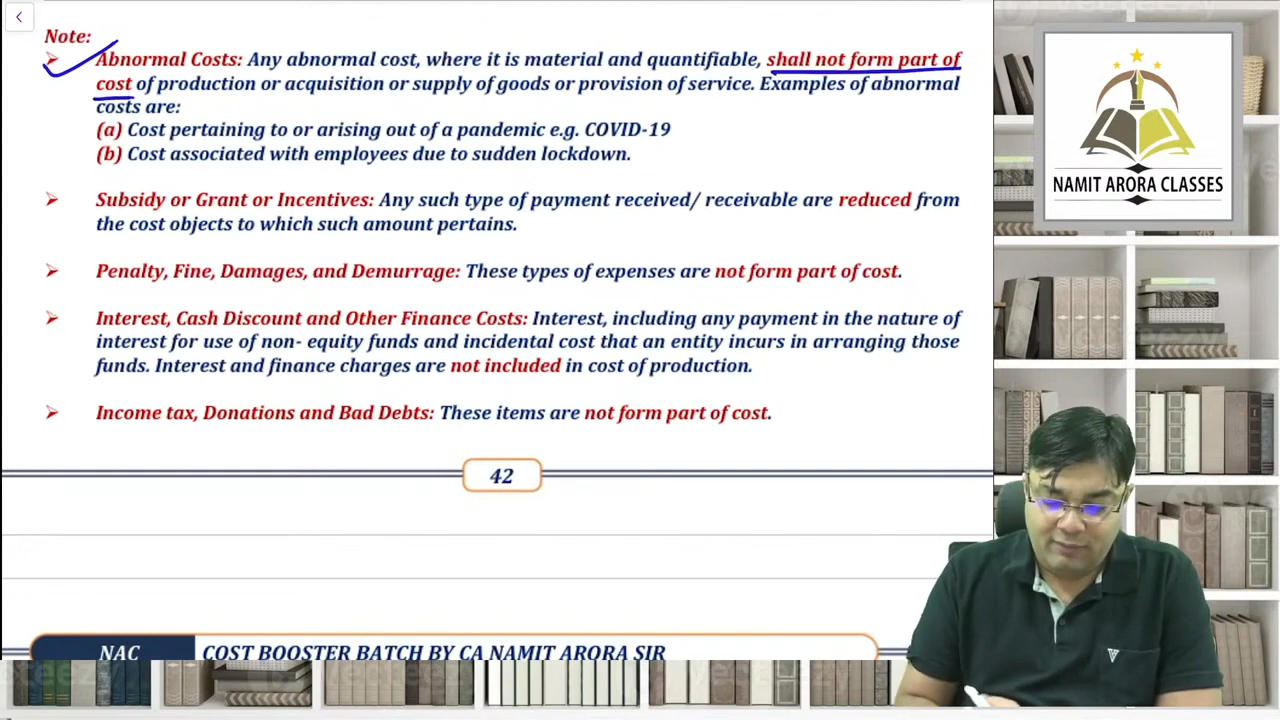 Note:
Abnormal Costs: Any abnormal cost, where it is material and quantifiable, shall not form part of
cost of production or acquisition or supply of goods or provision of service. Examples of abnormal
costs are:
(a) Cost pertaining to or arising out of a pandemic e.g. COVID-19
(b) Cost associated with employees due to sudden lockdown.
Subsidy or Grant or Incentives: Any such type of payment received/ receivable are reduced from
the cost objects to which such amount pertains.
Penalty, Fine, Damages, and Demurrage: These types of expenses are not form part of cost.
Interest, Cash Discount and Other Finance Costs: Interest, including any payment in the nature of
interest for use of non- equity funds and incidental cost that an entity incurs in arranging those
funds. Interest and finance charges are not included in cost of production.
Income tax, Donations and Bad Debts: These items are not form part of cost.
42
NAC COST BOOSTER BATCH BY CA NAMIT ARORA SIR
NAMIT ARORA CLASSES